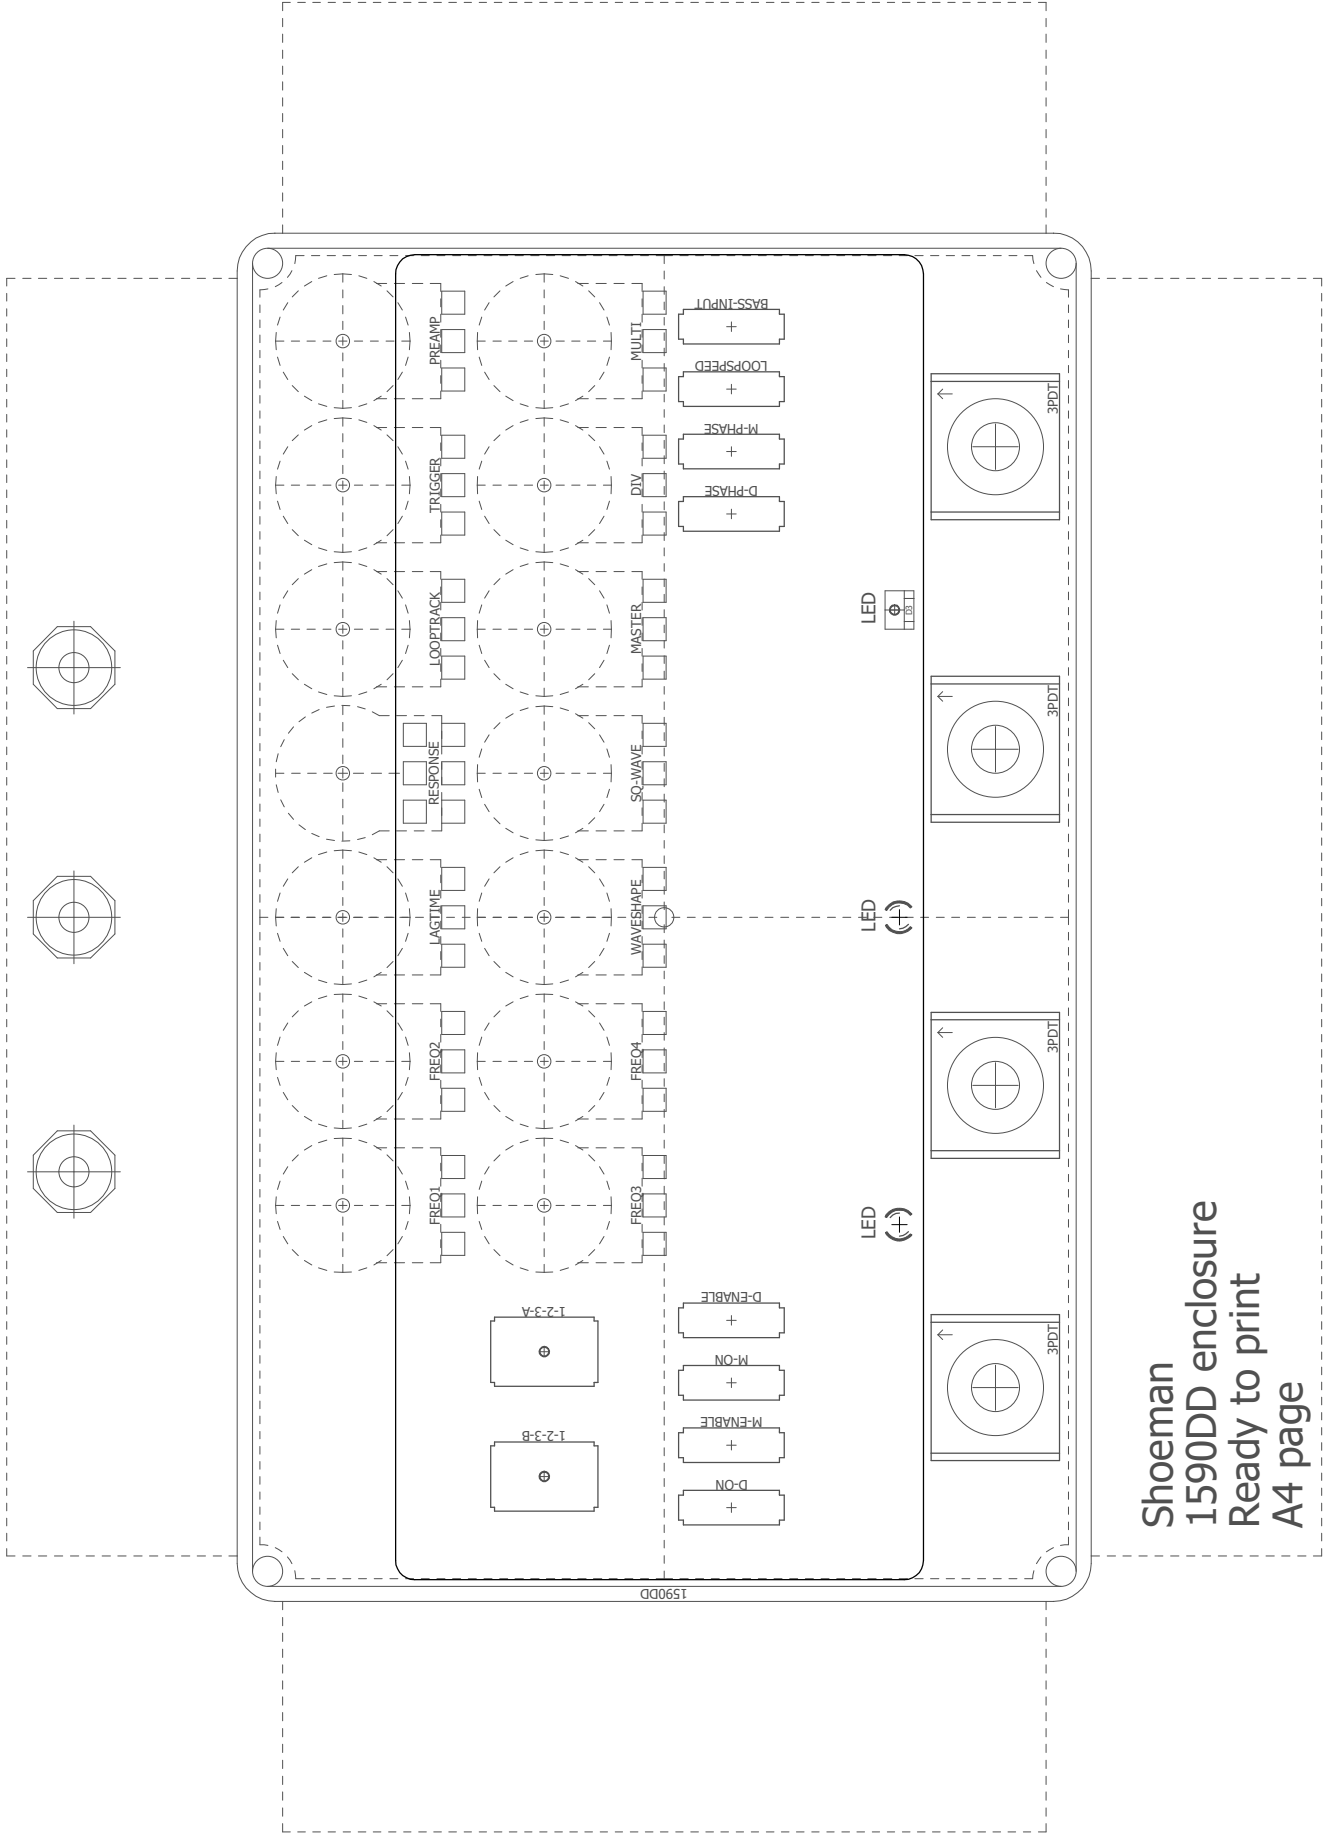 FREQ1
FREQ2
LAGTIME
RESPONSE
LOOPTRACK
TRIGGER
PREAMP
FREQ3
FREQ4
WAVESHAPE
SQ-WAVE
MASTER
DIV
MULTI
1-2-3-B
1-2-3-A
D-ON
M-ENABLE
M-ON
D-ENABLE
D-PHASE
M-PHASE
LOOPSPEED
BASS-INPUT
LED
LED
LED
D3
3PDT
3PDT
3PDT
3PDT
1590DD
Shoeman
1590DD enclosure
Ready to print
A4 page